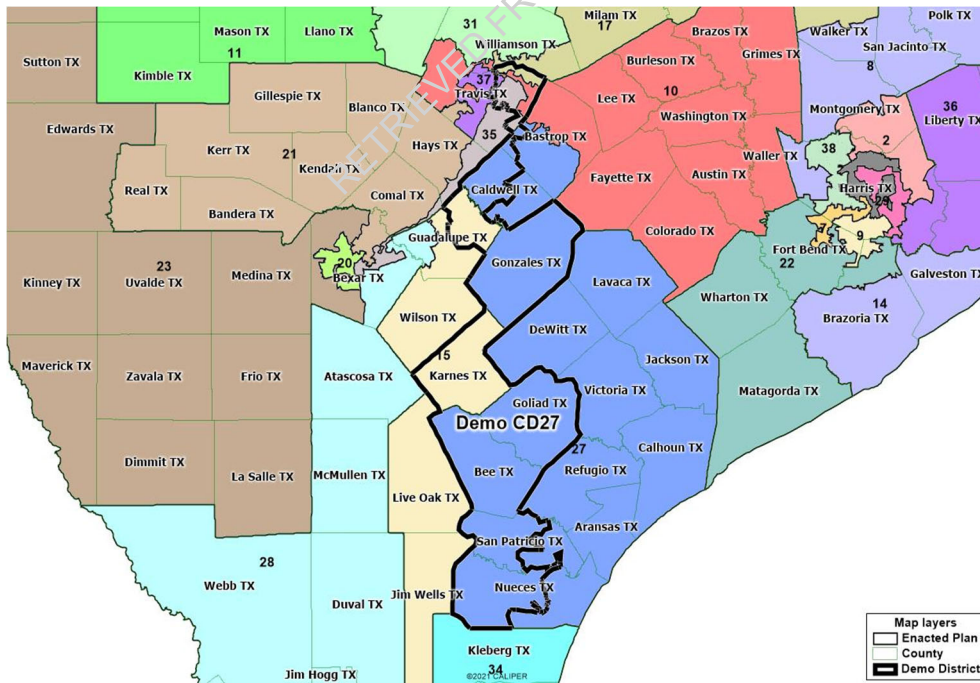 RETRIEVED FR
31
Milam TX
17
Polk TX
Mason TX
Llano TX
Brazos TX
Walker TX
11
Williamson TX
Grimes TX
San Jacinto TX
Sutton TX
Kimble TX
Burleson TX
8
37
Gillespie TX
Travis TX
Lee TX
10
Blanco TX
Washington TX
Montgomery TX
36
Edwards TX
35
Bastrop TX
Liberty TX
Kerr TX
21
Hays TX
38
2
Waller TX
Kendall TX
Fayette TX
Austin TX
Real TX
Caldwell TX
Harris TX
Comal TX
29
Bandera TX
Colorado TX
7
9
Guadalupe TX
Fort Bend TX
20
Gonzales TX
22
23
Bexar TX
Galveston TX
Kinney TX
Uvalde TX
Medina TX
Lavaca TX
Wharton TX
14
Wilson TX
Brazoria TX
DeWitt TX
15
Jackson TX
Maverick TX
Zavala TX
Frio TX
Atascosa TX
Karnes TX
Victoria TX
Matagorda TX
Goliad TX
Demo CD27
27
Calhoun TX
Dimmit TX
La Salle TX
McMullen TX
Bee TX
Refugio TX
Live Oak TX
Aransas TX
San Patricio TX
28
Webb TX
Nueces TX
Duval TX
Jim Wells TX
Map layers
Enacted Plan
County
Demo District
Kleberg TX
34
Jim Hogg TX
©2021 CALIPER